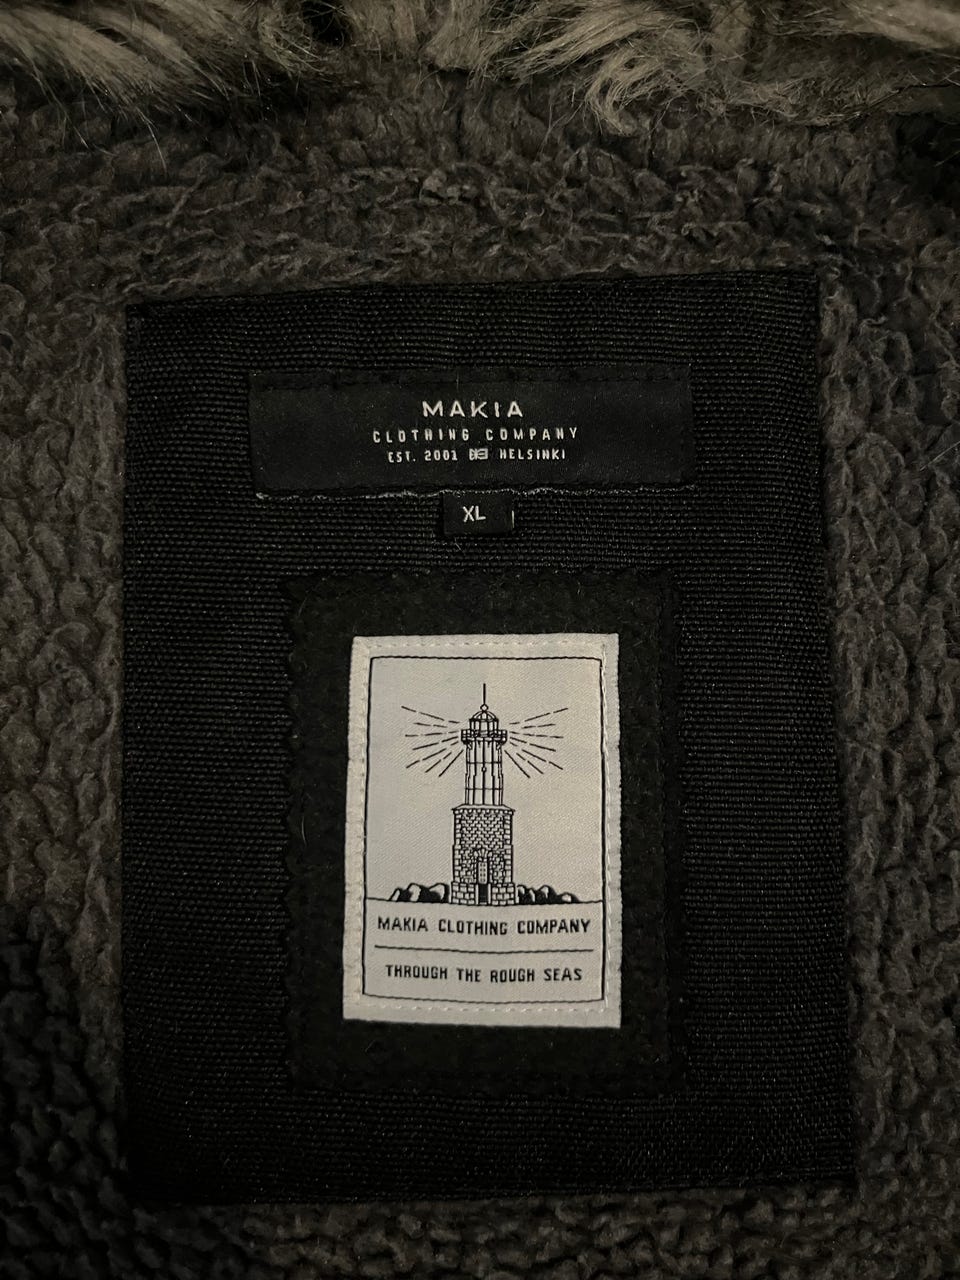 MAKIA
CLOTHING COMPANY
EST. 2001 HELSINKI
XL
MAKIA CLOTHING COMPANY
THROUGH THE ROUGH SEAS